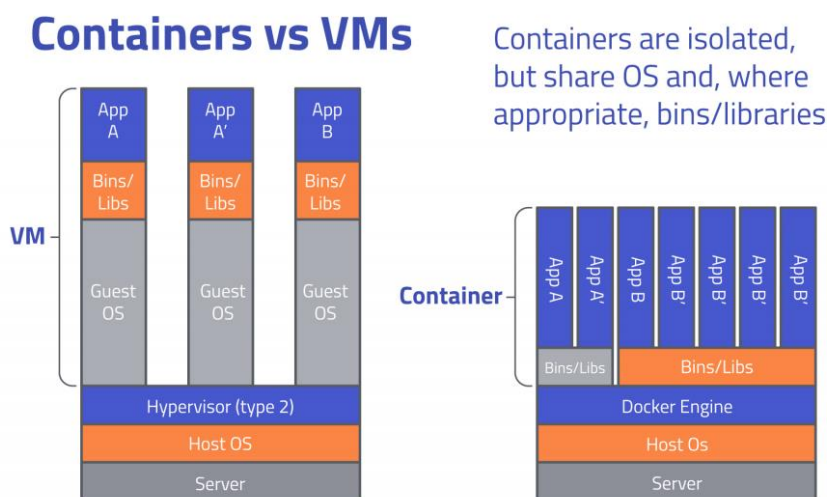 Containers vs VMs
Containers are isolated,
but share OS and, where
appropriate, bins/libraries
App
A
App
A’
App
B
Bins/
Libs
Bins/
Libs
Bins/
Libs
VM
Guest
OS
Guest
OS
Guest
OS
Hypervisor (type 2)
Host OS
Server
Container
App A
App A’
App B
App B’
App B’
App B’
App B’
Bins/Libs
Bins/Libs
Docker Engine
Host Os
Server